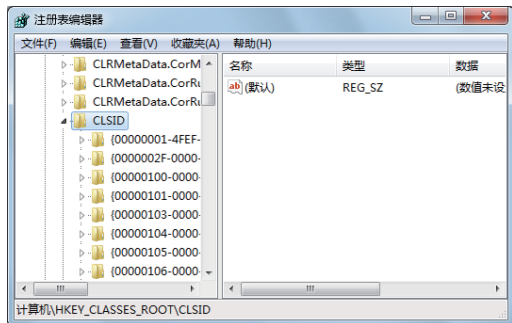 注册表编辑器
文件(F) 编辑(E) 查看(V) 收藏夹(A) 帮助(H)
CLRMetaData.CorM
CLRMetaData.CorRu
CLRMetaData.CorRu
CLSID
{00000001-4FEF-
{0000002F-0000-
{00000100-0000-
{00000101-0000-
{00000103-0000-
{00000104-0000-
{00000105-0000-
{00000106-0000-
名称 类型 数据
ab (默认) REG_SZ (数值未设
计算机\HKEY_CLASSES_ROOT\CLSID